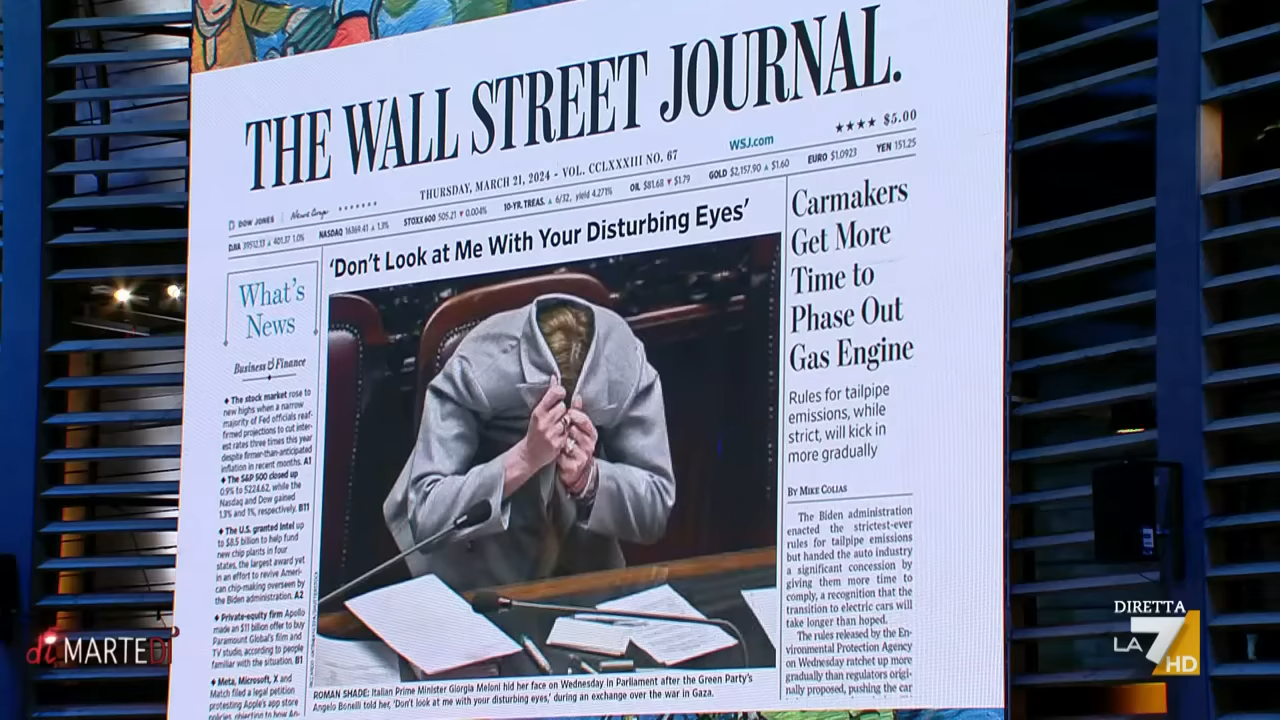 THE WALL STREET JOURNAL.
THURSDAY, MARCH 21, 2024 - VOL. CCLXXXIII NO. 67
WSJ.com
★★★★ $5.00
DOW JONES | News Corp
DJIA 39512.13 ▲ 401.37 1.0%
NASDAQ 16369.41 ▲ 1.3%
STOXX 600 505.21 ▼ 0.004%
10-YR. TREAS. ▲ 6/32, yield 4.271%
OIL $81.68 ▼ $1.79
GOLD $2,157.90 ▲ $1.60
EURO $1.0923
YEN 151.25
What's
News
Business & Finance
◆ The stock market rose to
new highs when a narrow
majority of Fed officials reaf-
firmed projections to cut inter-
est rates three times this year
despite firmer-than-anticipated
inflation in recent months. A1
◆ The S&P 500 closed up
0.9% to 5224.62, while the
Nasdaq and Dow gained
1.3% and 1%, respectively. B11
◆ The U.S. granted Intel up
to $8.5 billion to help fund
new chip plants in four
states, the largest award yet
in an effort to revive Ameri-
can chip-making overseen by
the Biden administration. A2
◆ Private-equity firm Apollo
made an $11 billion offer to buy
Paramount Global's film and
TV studio, according to people
familiar with the situation. B1
◆ Meta, Microsoft, X and
Match filed a legal petition
protesting Apple's app store
policies, objecting to how An-
'Don't Look at Me With Your Disturbing Eyes'
ROMAN SHADE: Italian Prime Minister Giorgia Meloni hid her face on Wednesday in Parliament after the Green Party's
Angelo Bonelli told her, 'Don't look at me with your disturbing eyes,' during an exchange over the war in Gaza.
Carmakers
Get More
Time to
Phase Out
Gas Engine
Rules for tailpipe
emissions, while
strict, will kick in
more gradually
BY MIKE COLIAS
The Biden administration
enacted the strictest-ever
rules for tailpipe emissions
but handed the auto industry
a significant concession by
giving them more time to
comply, a recognition that the
transition to electric cars will
take longer than hoped.
The rules released by the En-
vironmental Protection Agency
on Wednesday ratchet up more
gradually than regulators origi-
nally proposed, pushing the car
diMARTEDÌ
DIRETTA
LA7
HD